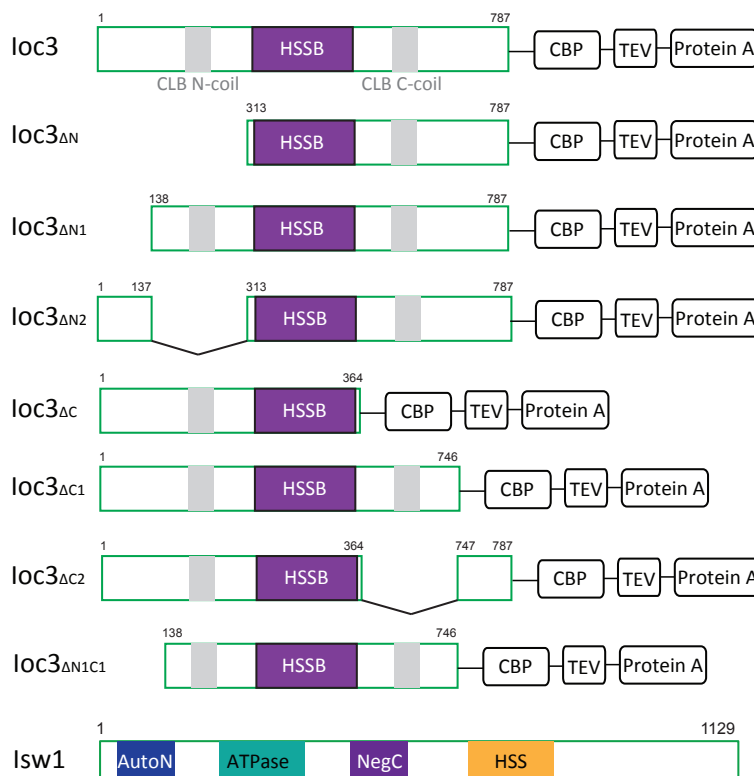 1 787
Ioc3 HSSB CBP TEV Protein A
CLB N-coil CLB C-coil
313 787
Ioc3ΔN HSSB CBP TEV Protein A
138 787
Ioc3ΔN1 HSSB CBP TEV Protein A
1 137 313 787
Ioc3ΔN2 HSSB CBP TEV Protein A
1 364
Ioc3ΔC HSSB CBP TEV Protein A
1 746
Ioc3ΔC1 HSSB CBP TEV Protein A
1 364 747 787
Ioc3ΔC2 HSSB CBP TEV Protein A
138 746
Ioc3ΔN1C1 HSSB CBP TEV Protein A
1 1129
Isw1 AutoN ATPase NegC HSS